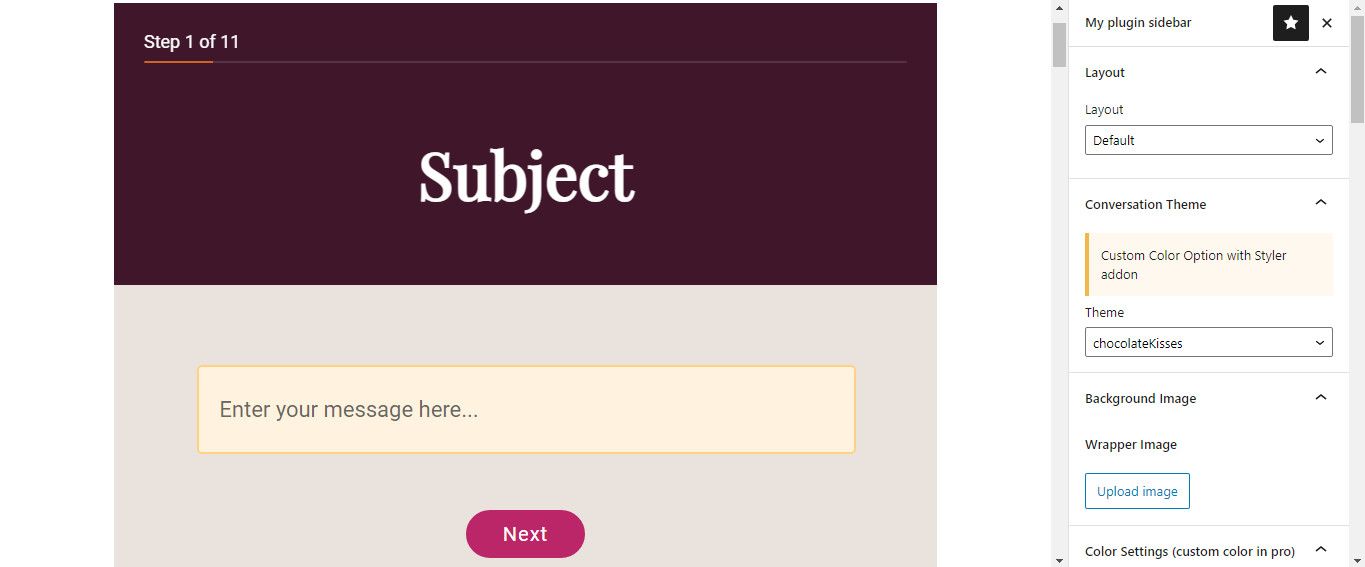 Step 1 of 11
Subject
Enter your message here...
Next
My plugin sidebar
Layout
Layout
Default
Conversation Theme
Custom Color Option with Styler
addon
Theme
chocolateKisses
Background Image
Wrapper Image
Upload image
Color Settings (custom color in pro)